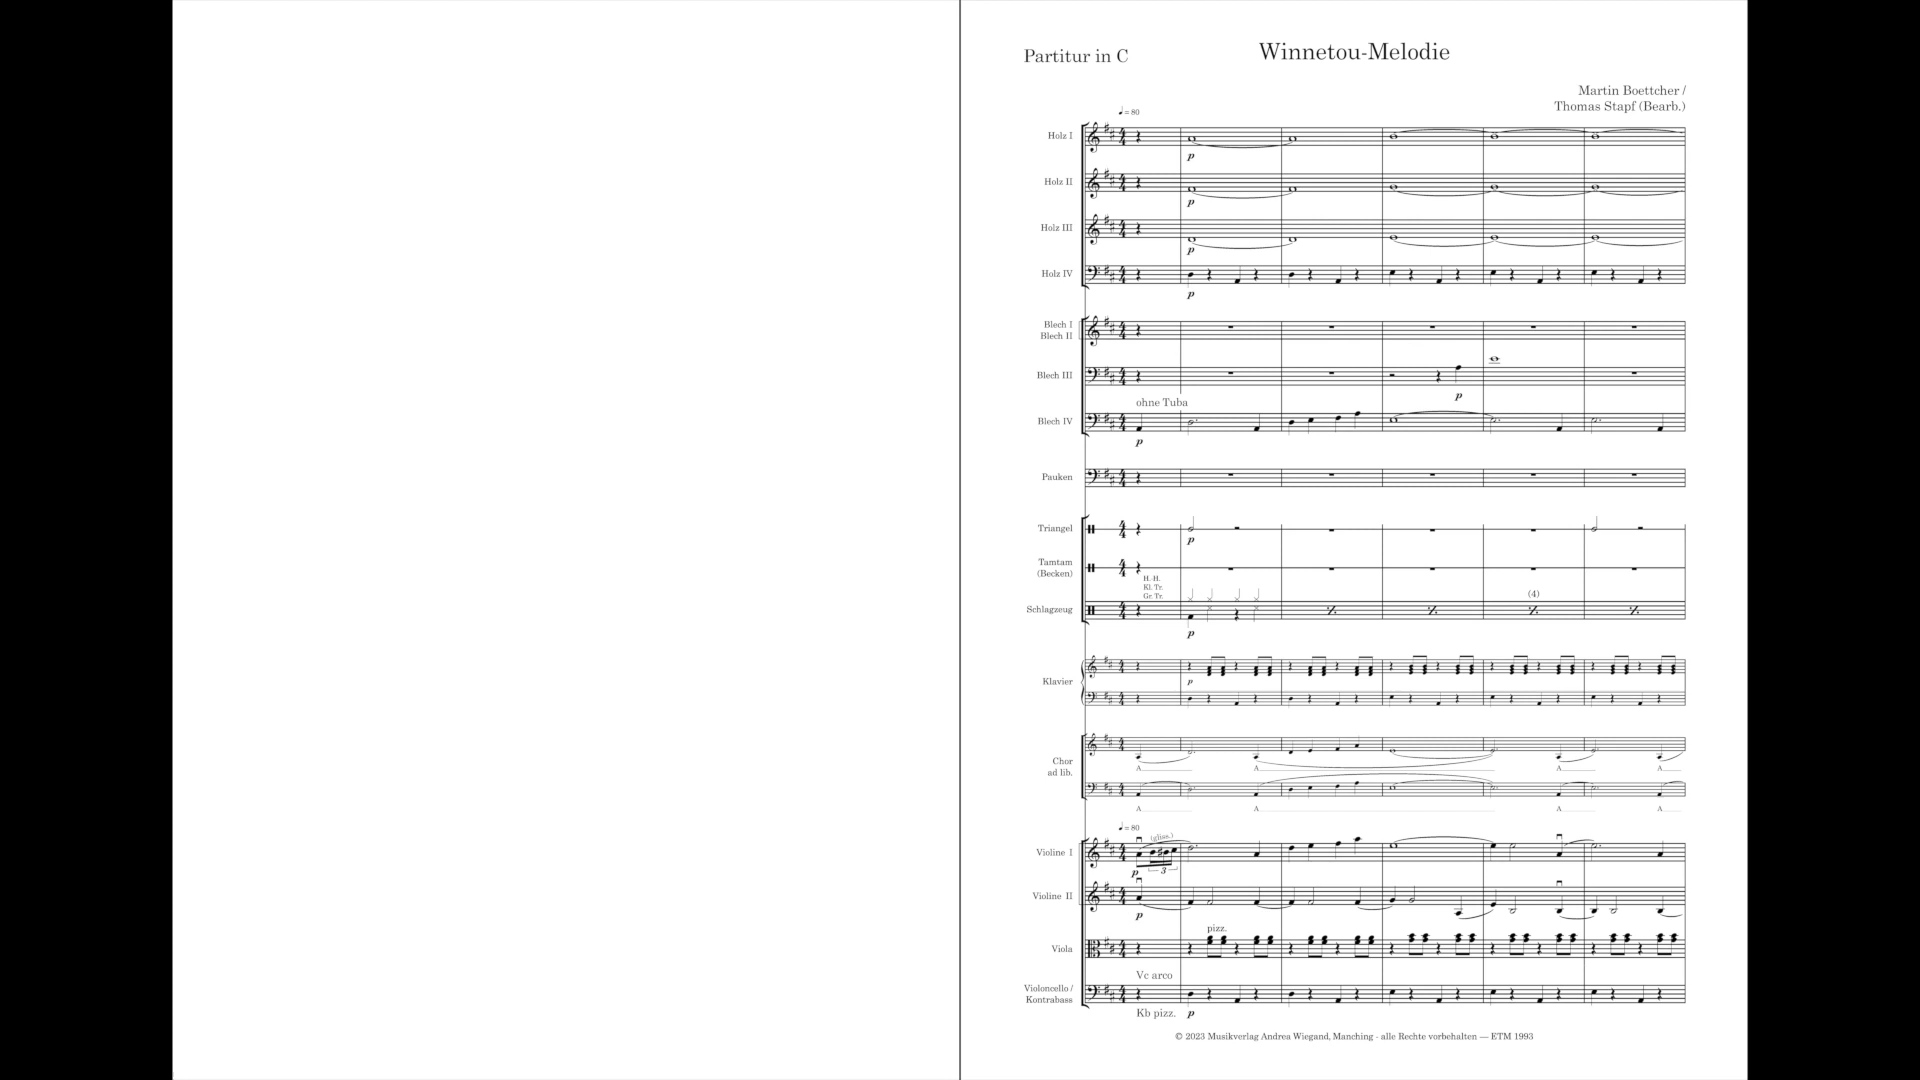 Winnetou-Melodie
Partitur in C
Martin Boettcher /
Thomas Stapf (Bearb.)
♩ = 80
Holz I
p
Holz II
p
Holz III
p
Holz IV
p
Blech I
Blech II
Blech III
p
ohne Tuba
Blech IV
p
Pauken
Triangel
p
Tamtam
(Becken)
H.-H.
Kl. Tr.
Gr. Tr.
(4)
Schlagzeug
p
Klavier
p
Chor
ad lib.
A A A A
A A A A
♩ = 80
(gliss.)
Violine I
p 3
Violine II
p
pizz.
Viola
Vc arco
Violoncello /
Kontrabass
Kb pizz. p
© 2023 Musikverlag Andrea Wiegand, Manching - alle Rechte vorbehalten — ETM 1993